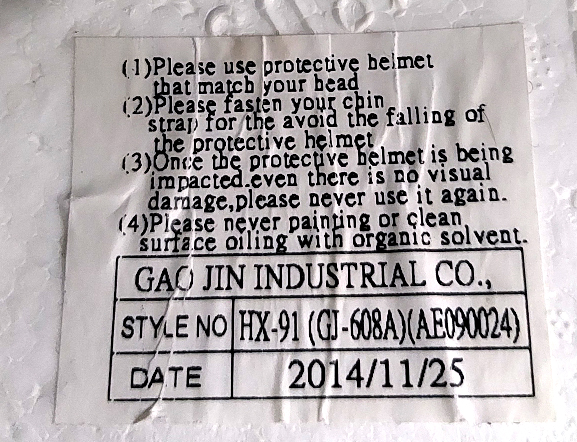 (1)Please use protective helmet
that match your head
(2)Please fasten your chin
strap for the avoid the falling of
the protective helmet
(3)Once the protective helmet is being
impacted.even there is no visual
damage,please never use it again.
(4)Please never painting or clean
surface oiling with organic solvent.
GAO JIN INDUSTRIAL CO.,
STYLE NO HX-91 (GJ-608A)(AE090024)
DATE 2014/11/25